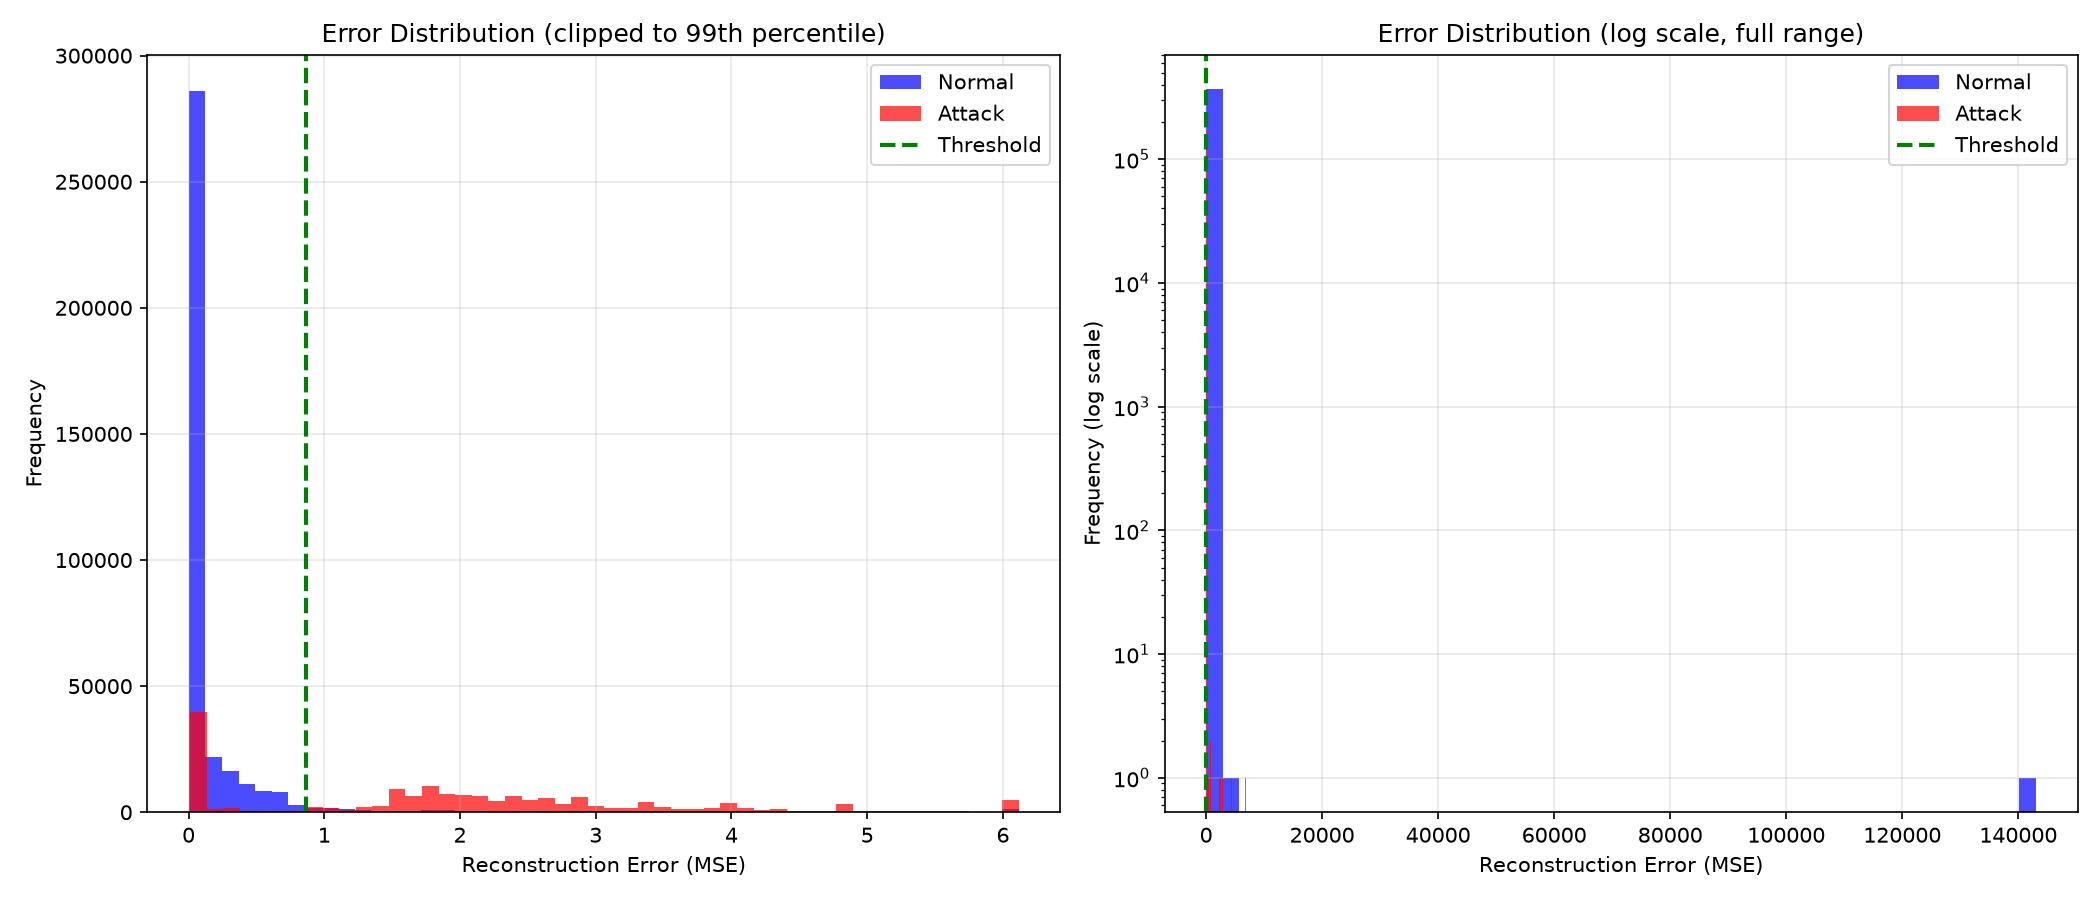 Error Distribution (clipped to 99th percentile)
300000
250000
200000
150000
100000
50000
0
Frequency
0 1 2 3 4 5 6
Reconstruction Error (MSE)
Normal
Attack
Threshold
Error Distribution (log scale, full range)
10^5
10^4
10^3
10^2
10^1
10^0
Frequency (log scale)
0 20000 40000 60000 80000 100000 120000 140000
Reconstruction Error (MSE)
Normal
Attack
Threshold